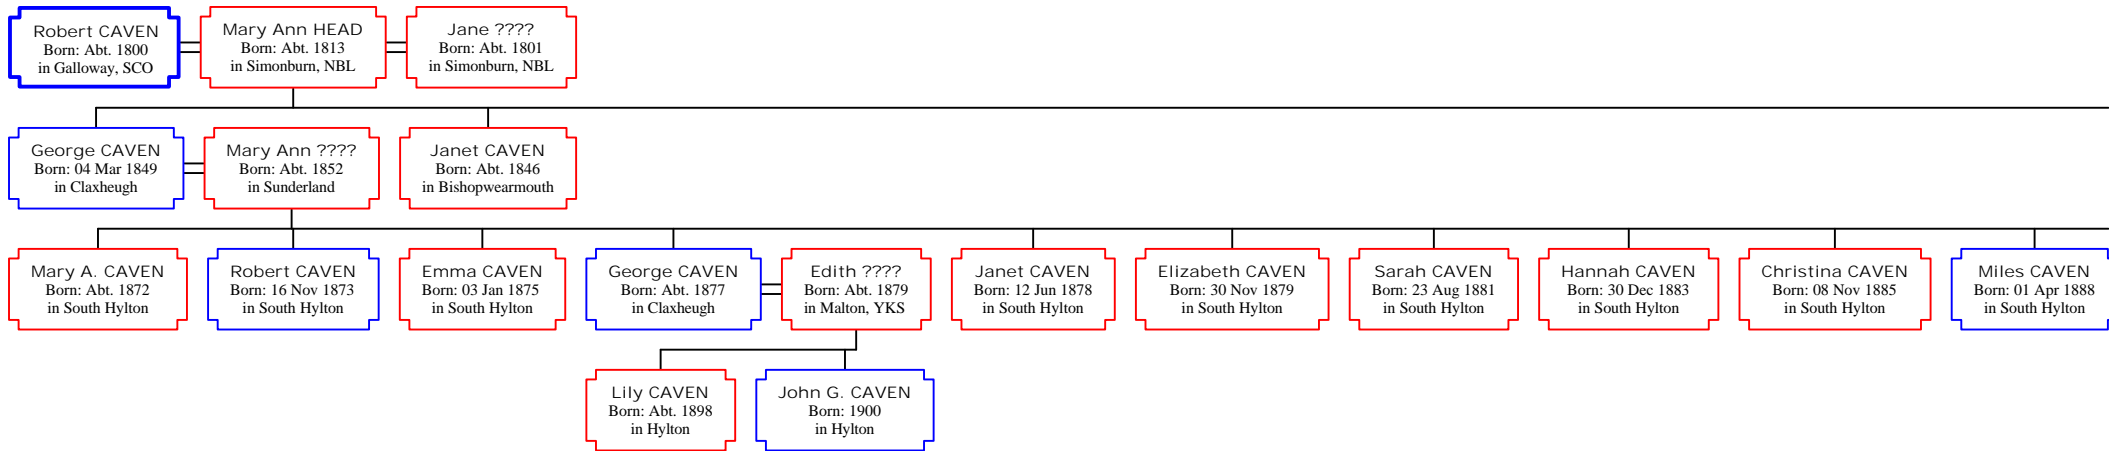 Robert CAVEN
Born: Abt. 1800
in Galloway, SCO
Mary Ann HEAD
Born: Abt. 1813
in Simonburn, NBL
Jane ????
Born: Abt. 1801
in Simonburn, NBL
George CAVEN
Born: 04 Mar 1849
in Claxheugh
Mary Ann ????
Born: Abt. 1852
in Sunderland
Janet CAVEN
Born: Abt. 1846
in Bishopwearmouth
Mary A. CAVEN
Born: Abt. 1872
in South Hylton
Robert CAVEN
Born: 16 Nov 1873
in South Hylton
Emma CAVEN
Born: 03 Jan 1875
in South Hylton
George CAVEN
Born: Abt. 1877
in Claxheugh
Edith ????
Born: Abt. 1879
in Malton, YKS
Janet CAVEN
Born: 12 Jun 1878
in South Hylton
Elizabeth CAVEN
Born: 30 Nov 1879
in South Hylton
Sarah CAVEN
Born: 23 Aug 1881
in South Hylton
Hannah CAVEN
Born: 30 Dec 1883
in South Hylton
Christina CAVEN
Born: 08 Nov 1885
in South Hylton
Miles CAVEN
Born: 01 Apr 1888
in South Hylton
Lily CAVEN
Born: Abt. 1898
in Hylton
John G. CAVEN
Born: 1900
in Hylton